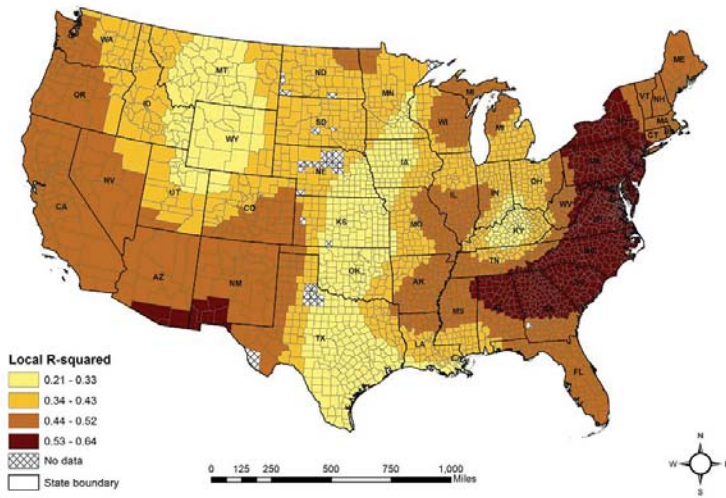 WA
MT
ND
MN
ME
OR
ID
SD
WI
MI
MI
VT
NH
MA
CT
WY
IA
NE
NV
UT
CO
IL
IN
OH
WV
CA
KS
MO
KY
AZ
NM
OK
AR
TN
MS
TX
LA
FL
Local R-squared
0.21 - 0.33
0.34 - 0.43
0.44 - 0.52
0.53 - 0.64
No data
State boundary
0 125 250 500 750 1,000
Miles
N
W
S